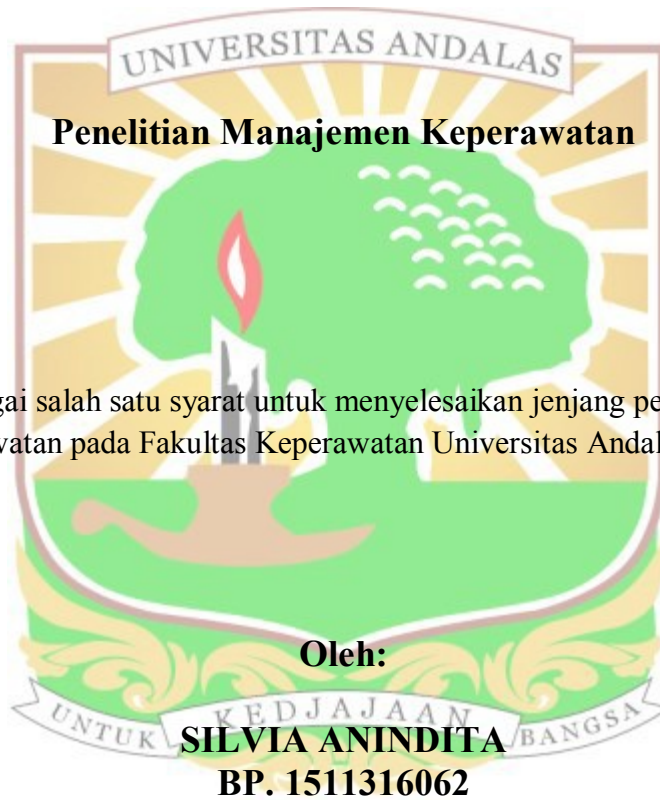 UNIVERSITAS ANDALAS
Penelitian Manajemen Keperawatan
gai salah satu syarat untuk menyelesaikan jenjang pe
watan pada Fakultas Keperawatan Universitas Andal
Oleh:
UNTUK KEDJAJAAN BANGSA
SILVIA ANINDITA
BP. 1511316062